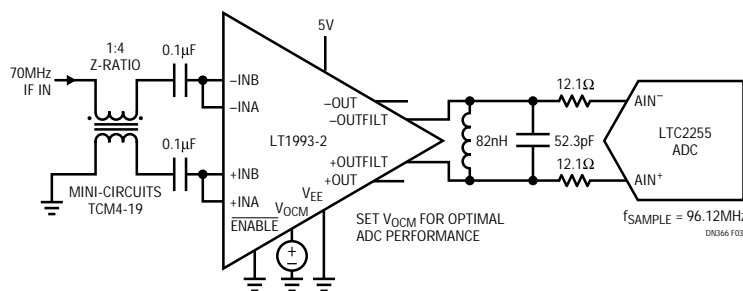 1:4
Z-RATIO
0.1µF
5V
70MHz
IF IN
–INB
–INA
–OUT
–OUTFILT
12.1Ω
AIN–
LT1993-2
82nH
52.3pF
LTC2255
ADC
0.1µF
+INB
+INA
+OUTFILT
+OUT
12.1Ω
AIN+
MINI-CIRCUITS
TCM4-19
VEE
VOCM
ENABLE
SET VOCM FOR OPTIMAL
ADC PERFORMANCE
fSAMPLE = 96.12MHz
DN366 F03
+
–